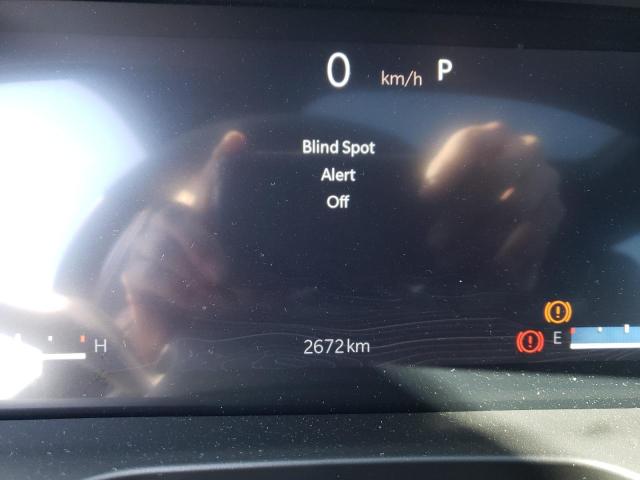 0 km/h P
Blind Spot
Alert
Off
H 2672 km E